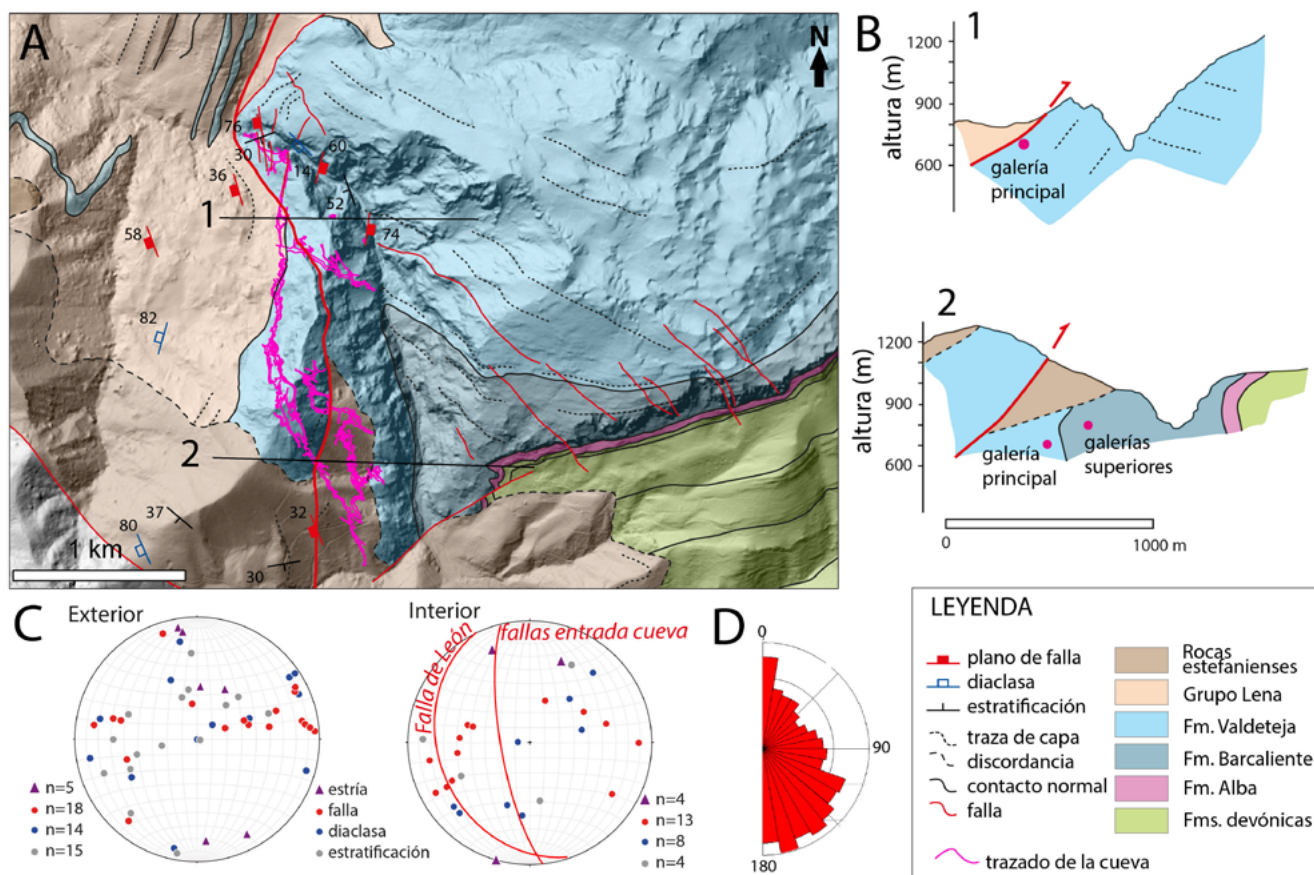 A
N
76
30
60
14
36
52
1
74
58
82
2
37
32
80
30
1 km
B
1
altura (m)
1200
900
600
galería
principal
2
altura (m)
1200
900
600
galería
principal
galerías
superiores
0
1000 m
C
Exterior
n=5
n=18
n=14
n=15
estría
falla
diaclasa
estratificación
Interior
Falla de León
fallas entrada cueva
n=4
n=13
n=8
n=4
D
0
90
180
LEYENDA
plano de falla
diaclasa
estratificación
traza de capa
discordancia
contacto normal
falla
trazado de la cueva
Rocas
estefanienses
Grupo Lena
Fm. Valdeteja
Fm. Barcaliente
Fm. Alba
Fms. devónicas